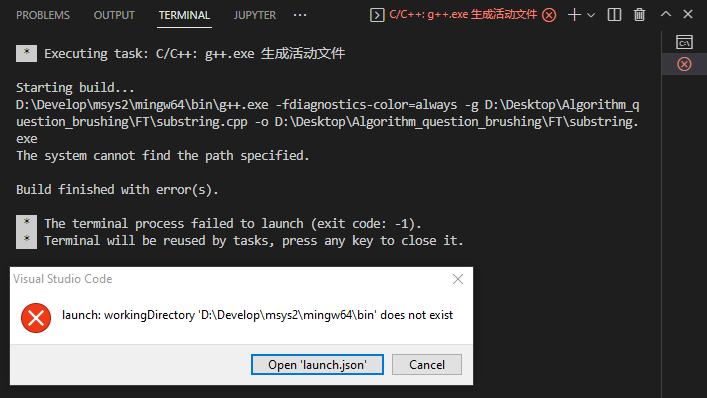 PROBLEMS OUTPUT TERMINAL JUPYTER ··· C/C++: g++.exe 生成活动文件
* Executing task: C/C++: g++.exe 生成活动文件
Starting build...
D:\Develop\msys2\mingw64\bin\g++.exe -fdiagnostics-color=always -g D:\Desktop\Algorithm_q
uestion_brushing\FT\substring.cpp -o D:\Desktop\Algorithm_question_brushing\FT\substring.
exe
The system cannot find the path specified.
Build finished with error(s).
* The terminal process failed to launch (exit code: -1).
* Terminal will be reused by tasks, press any key to close it.
Visual Studio Code
launch: workingDirectory 'D:\Develop\msys2\mingw64\bin' does not exist
Open 'launch.json' Cancel